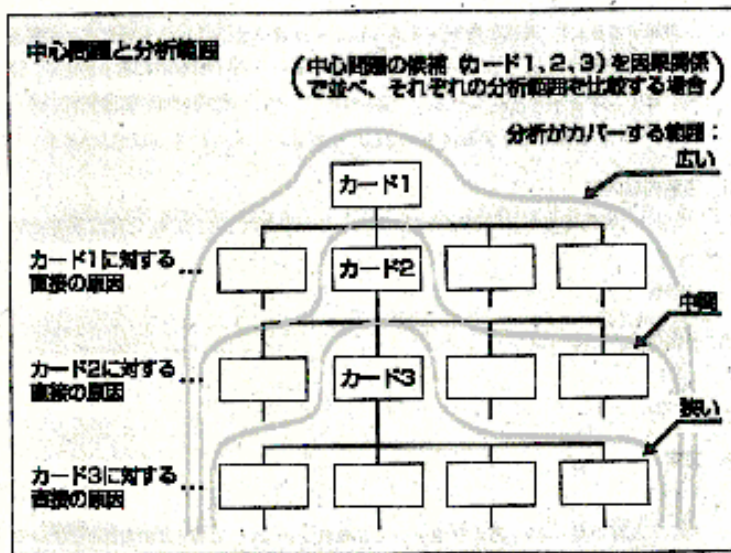 中心問題と分析範囲
(中心問題の候補(カード1、2、3)を因果関係
で並べ、それぞれの分析範囲を比較する場合)
分析がカバーする範囲：
広い
カード1
カード1に対する
直接の原因
カード2
中間
カード2に対する
直接の原因
カード3
狭い
カード3に対する
直接の原因